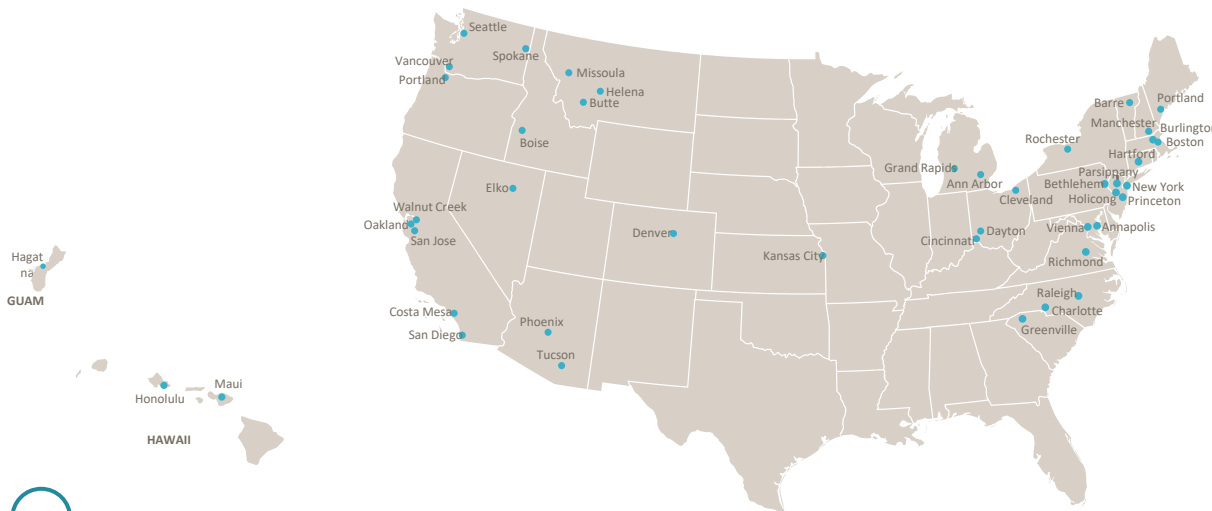 Seattle
Spokane
Vancouver
Portland
Missoula
Helena
Butte
Boise
Elko
Walnut Creek
Oakland
San Jose
Costa Mesa
San Diego
Phoenix
Tucson
Denver
Kansas City
Grand Rapids
Ann Arbor
Cleveland
Dayton
Cincinnati
Rochester
Barre
Portland
Manchester
Burlington
Boston
Hartford
Parsippany
Bethlehem
New York
Holicong
Princeton
Vienna
Annapolis
Richmond
Raleigh
Charlotte
Greenville
Hagat
na
GUAM
Honolulu
Maui
HAWAII